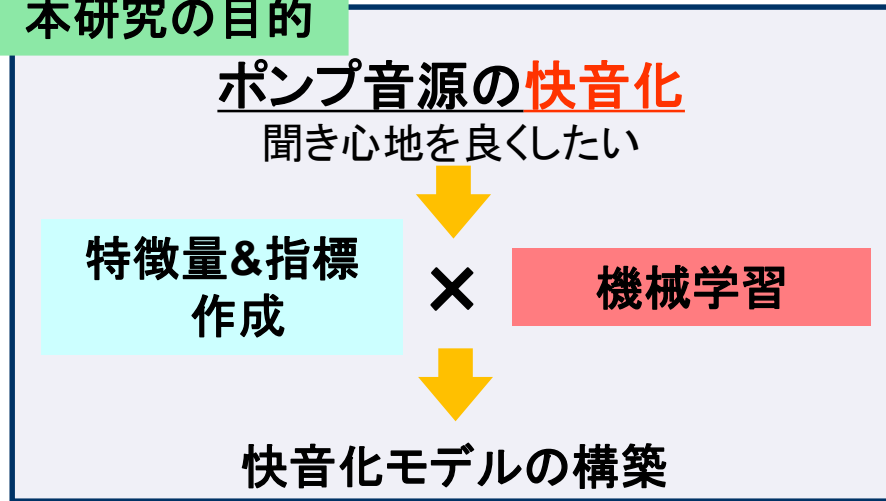 本研究の目的
ポンプ音源の快音化
聞き心地を良くしたい
特徴量&指標
作成
×
機械学習
快音化モデルの構築